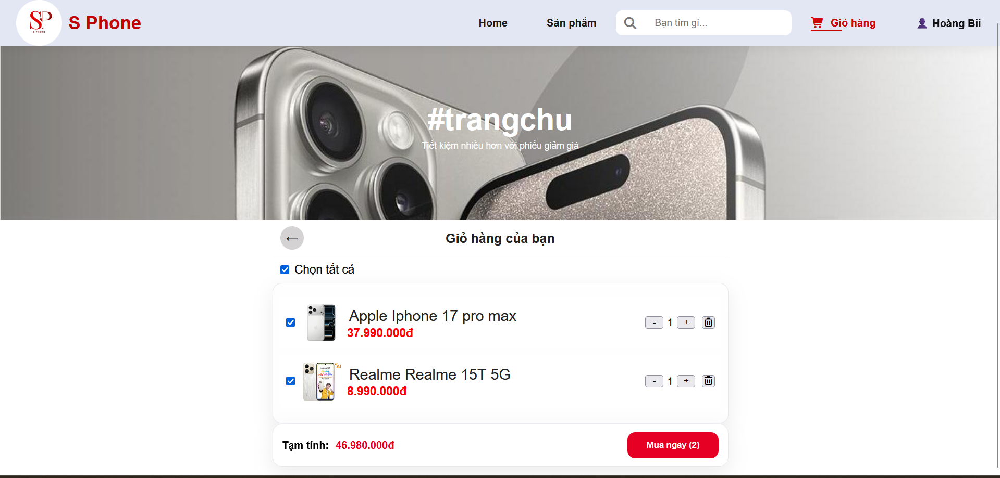 SP
S PHONE
S Phone
Home
Sản phẩm
Bạn tìm gì...
Giỏ hàng
Hoàng Bii
#trangchu
Tiết kiệm nhiều hơn với phiếu giảm giá
←
Giỏ hàng của bạn
Chọn tất cả
Apple Iphone 17 pro max
37.990.000đ
- 1 +
AI
Realme Realme 15T 5G
8.990.000đ
- 1 +
Tạm tính: 46.980.000đ
Mua ngay (2)